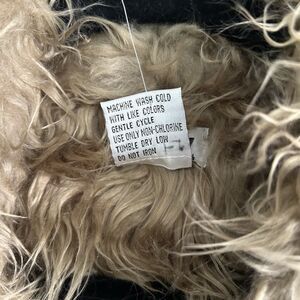 MACHINE WASH COLD
WITH LIKE COLORS
GENTLE CYCLE
USE ONLY NON-CHLORINE
TUMBLE DRY LOW
DO NOT IRON